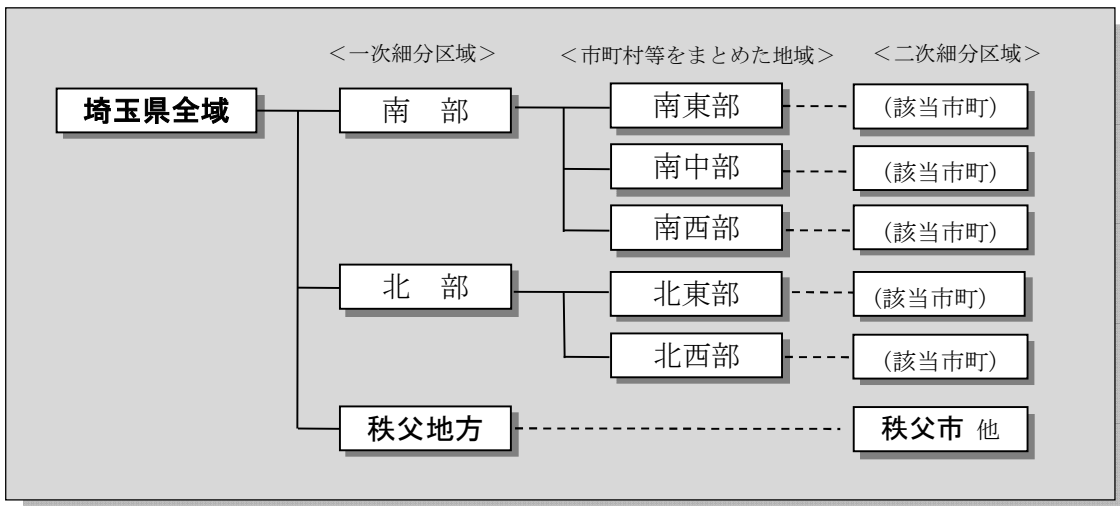 ＜一次細分区域＞ ＜市町村等をまとめた地域＞ ＜二次細分区域＞
埼玉県全域 南　部 南東部 (該当市町)
南中部 (該当市町)
南西部 (該当市町)
北　部 北東部 (該当市町)
北西部 (該当市町)
秩父地方 秩父市 他